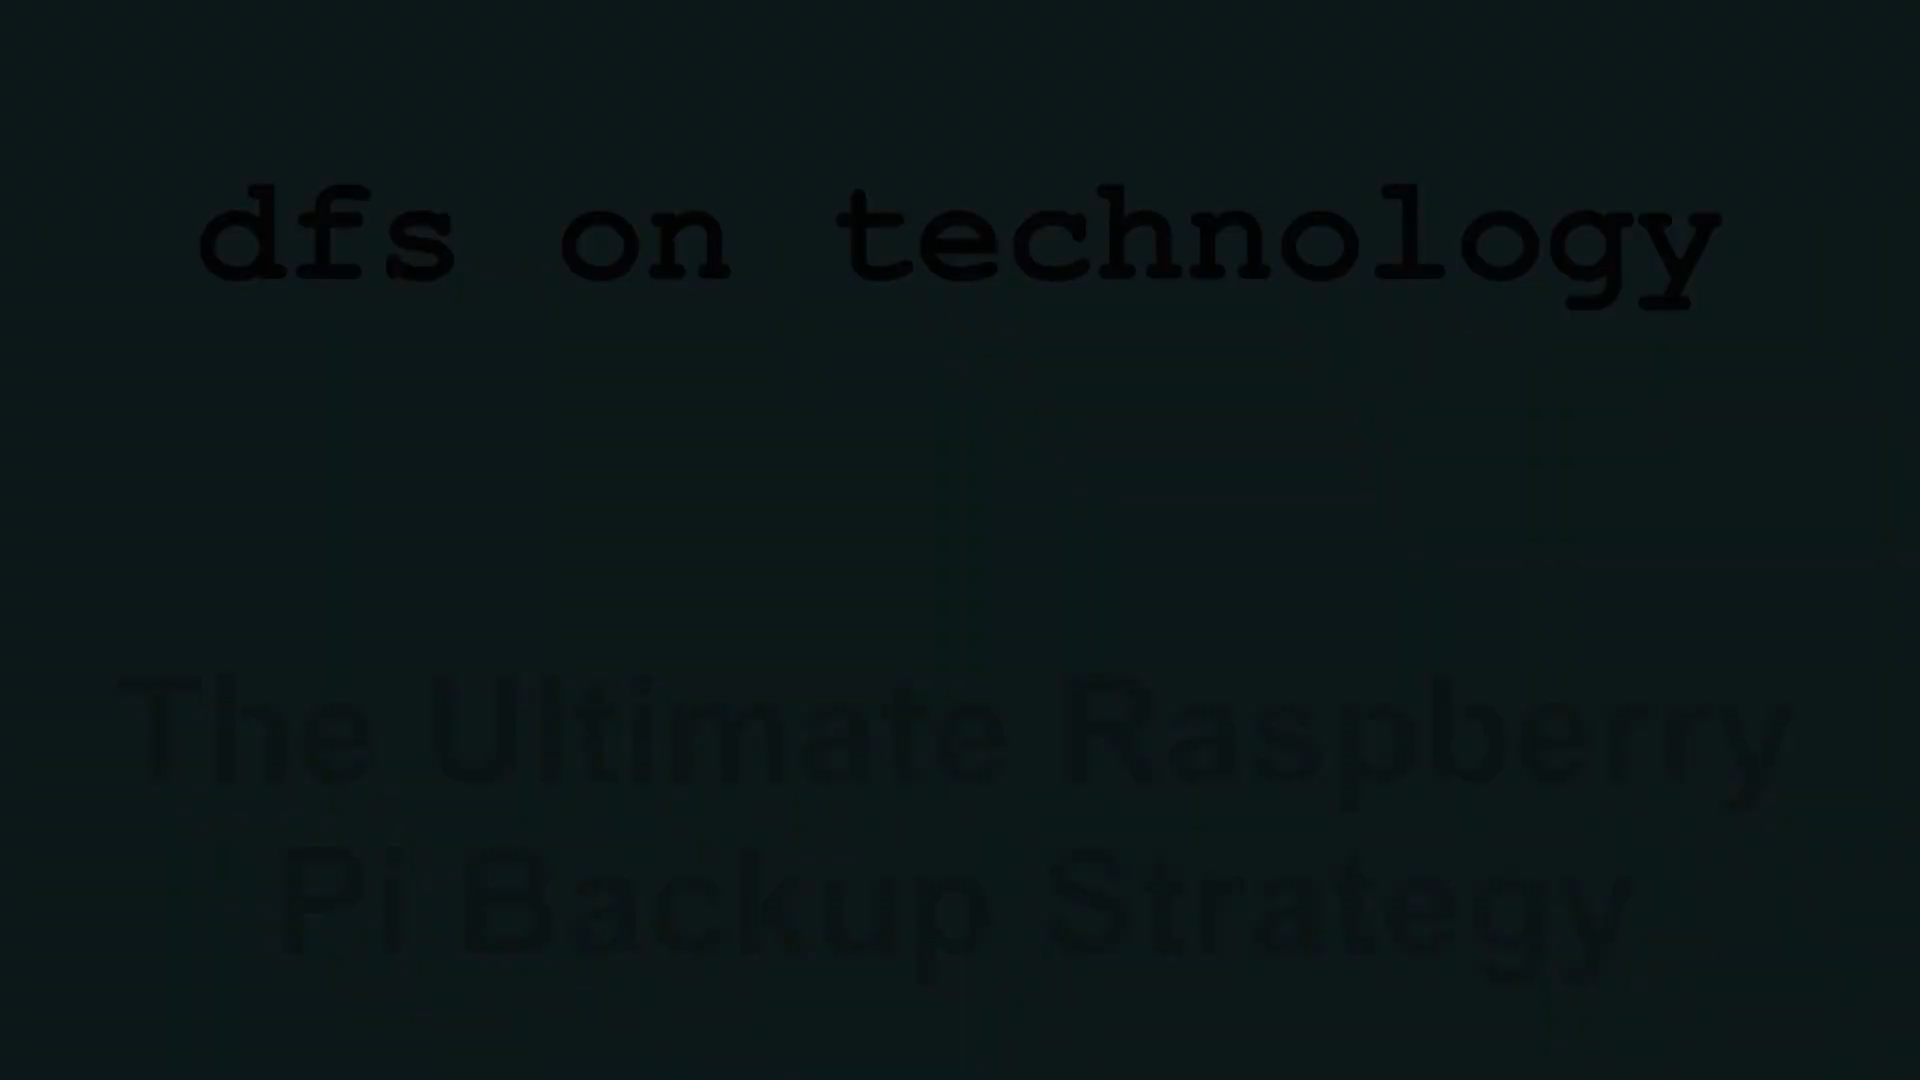 dfs on technology
The Ultimate Raspberry
Pi Backup Strategy